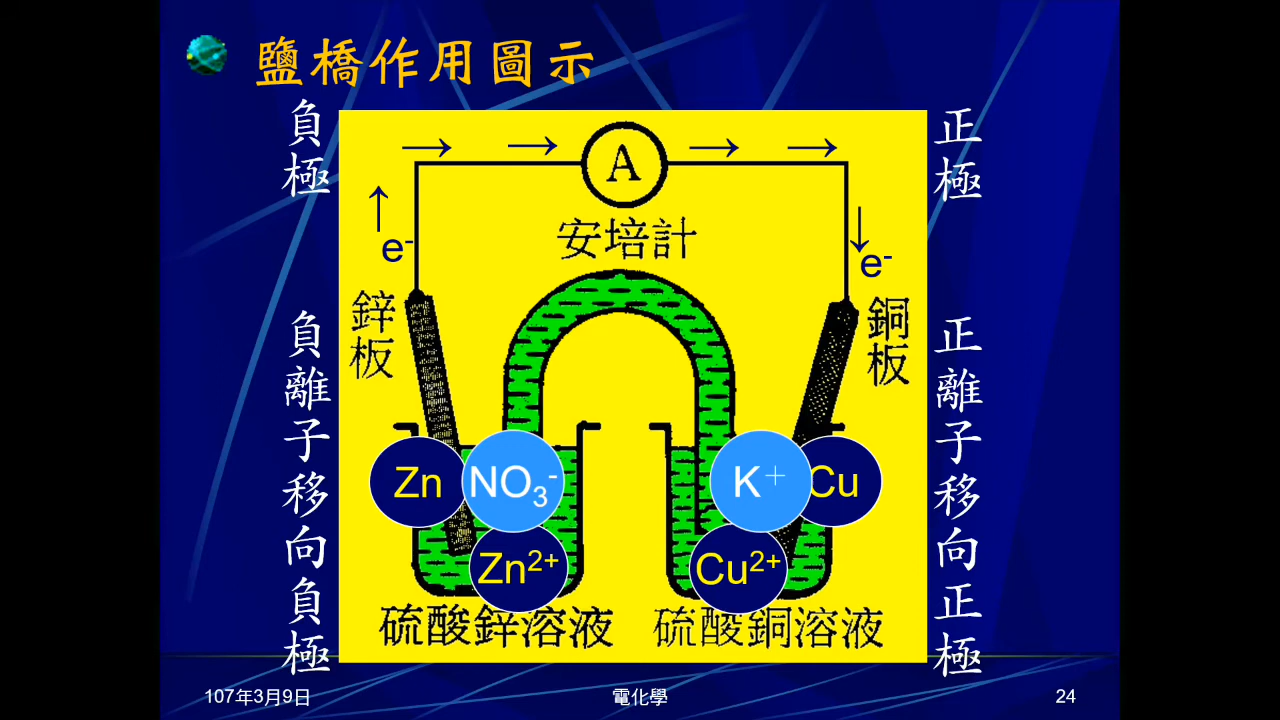 鹽橋作用圖示
負極
正極
→ → A → →
安培計
↑
e-
↓
e-
鋅板
銅板
負離子移向負極
正離子移向正極
Zn
NO3-
K+
Cu
Zn2+
Cu2+
硫酸鋅溶液
硫酸銅溶液
107年3月9日
電化學
24